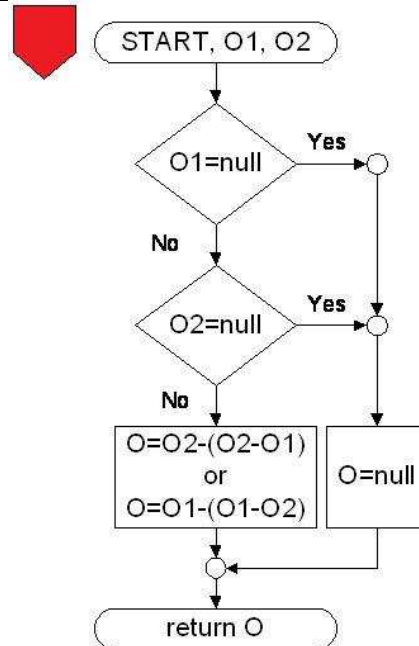 START, O1, O2
O1=null
Yes
No
O2=null
Yes
No
O=O2-(O2-O1)
or
O=O1-(O1-O2)
O=null
return O